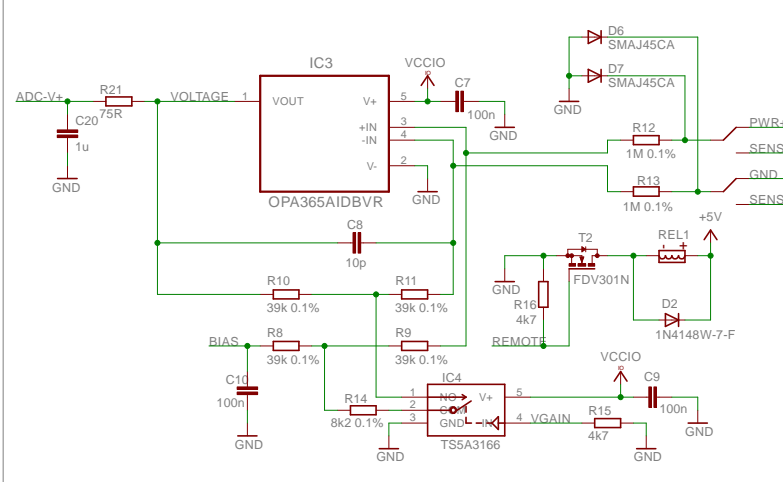 D6
SMAJ45CA
IC3
VCCIO
D7
SMAJ45CA
ADC-V+
R21
75R
VOLTAGE
1
VOUT
V+
5
C7
100n
GND
GND
C20
1u
+IN
3
-IN
4
R12
1M 0.1%
PWR+
SENS
V-
2
GND
GND
OPA365AIDBVR
GND
R13
1M 0.1%
GND
SENS
C8
10p
+5V
T2
REL1
- +
FDV301N
GND
R10
39k 0.1%
R11
39k 0.1%
R16
4k7
D2
1N4148W-7-F
BIAS
R8
39k 0.1%
R9
39k 0.1%
REMOTE
VCCIO
C10
100n
IC4
R14
8k2 0.1%
1
NO
V+
5
2
COM
3
GND
IN
4
VGAIN
R15
4k7
C9
100n
TS5A3166
GND
GND
GND
GND